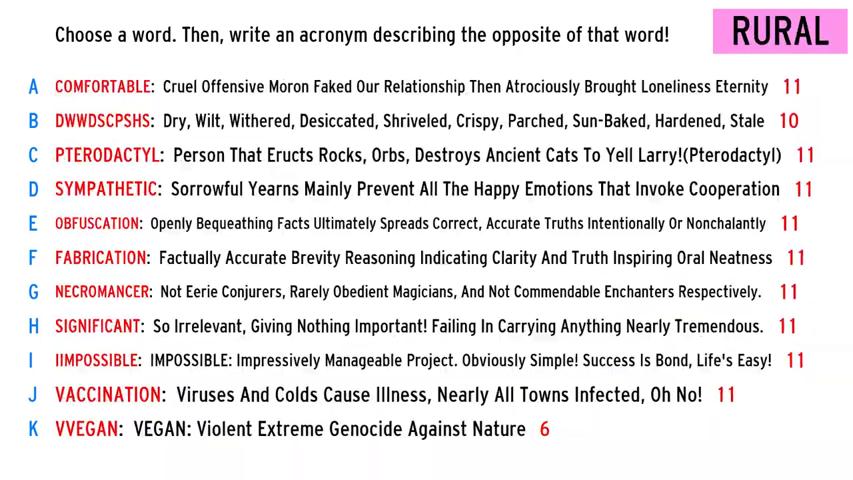 Choose a word. Then, write an acronym describing the opposite of that word!
RURAL
A COMFORTABLE: Cruel Offensive Moron Faked Our Relationship Then Atrociously Brought Loneliness Eternity 11
B DWWDSCPSHS: Dry, Wilt, Withered, Desiccated, Shriveled, Crispy, Parched, Sun-Baked, Hardened, Stale 10
C PTERODACTYL: Person That Eructs Rocks, Orbs, Destroys Ancient Cats To Yell Larry!(Pterodactyl) 11
D SYMPATHETIC: Sorrowful Yearns Mainly Prevent All The Happy Emotions That Invoke Cooperation 11
E OBFUSCATION: Openly Bequeathing Facts Ultimately Spreads Correct, Accurate Truths Intentionally Or Nonchalantly 11
F FABRICATION: Factually Accurate Brevity Reasoning Indicating Clarity And Truth Inspiring Oral Neatness 11
G NECROMANCER: Not Eerie Conjurers, Rarely Obedient Magicians, And Not Commendable Enchanters Respectively. 11
H SIGNIFICANT: So Irrelevant, Giving Nothing Important! Failing In Carrying Anything Nearly Tremendous. 11
I IIMPOSSIBLE: IMPOSSIBLE: Impressively Manageable Project. Obviously Simple! Success Is Bond, Life's Easy! 11
J VACCINATION: Viruses And Colds Cause Illness, Nearly All Towns Infected, Oh No! 11
K VVEGAN: VEGAN: Violent Extreme Genocide Against Nature 6